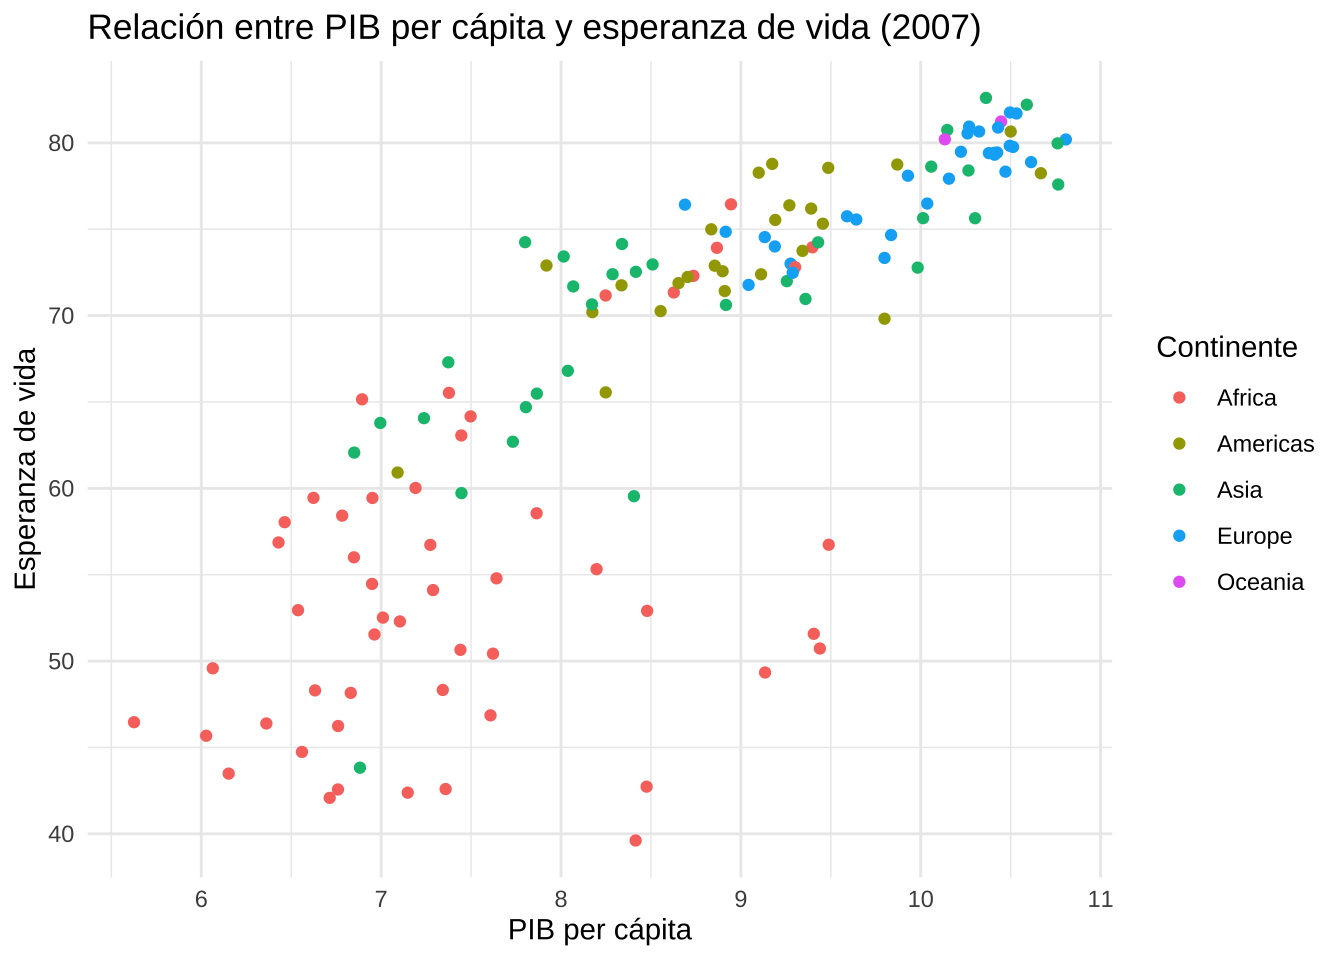 Relación entre PIB per cápita y esperanza de vida (2007)
80
70
60
50
40
Esperanza de vida
6 7 8 9 10 11
PIB per cápita
Continente
Africa
Americas
Asia
Europe
Oceania